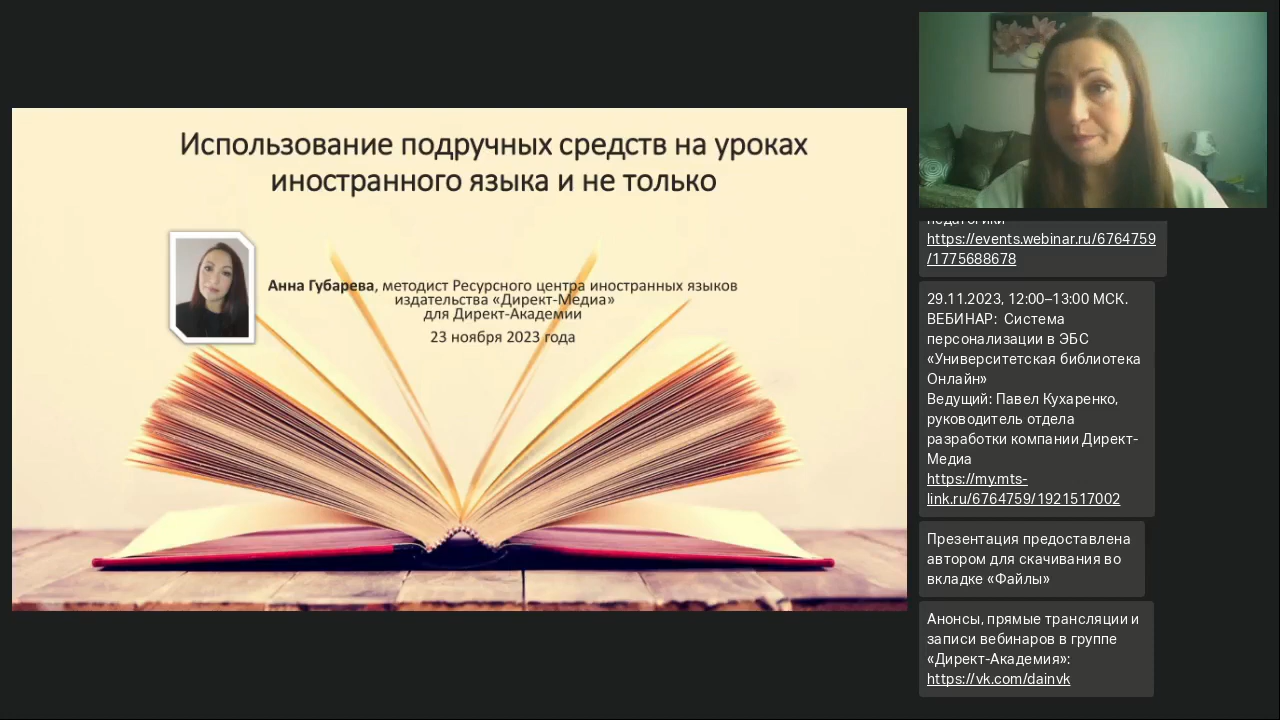 Использование подручных средств на уроках
иностранного языка и не только
Анна Губарева, методист Ресурсного центра иностранных языков
издательства «Директ-Медиа»
для Директ-Академии
23 ноября 2023 года
педагогики
https://events.webinar.ru/6764759
/1775688678
29.11.2023, 12:00–13:00 МСК.
ВЕБИНАР: Система
персонализации в ЭБС
«Университетская библиотека
Онлайн»
Ведущий: Павел Кухаренко,
руководитель отдела
разработки компании Директ-
Медиа
https://my.mts-
link.ru/6764759/1921517002
Презентация предоставлена
автором для скачивания во
вкладке «Файлы»
Анонсы, прямые трансляции и
записи вебинаров в группе
«Директ-Академия»:
https://vk.com/dainvk